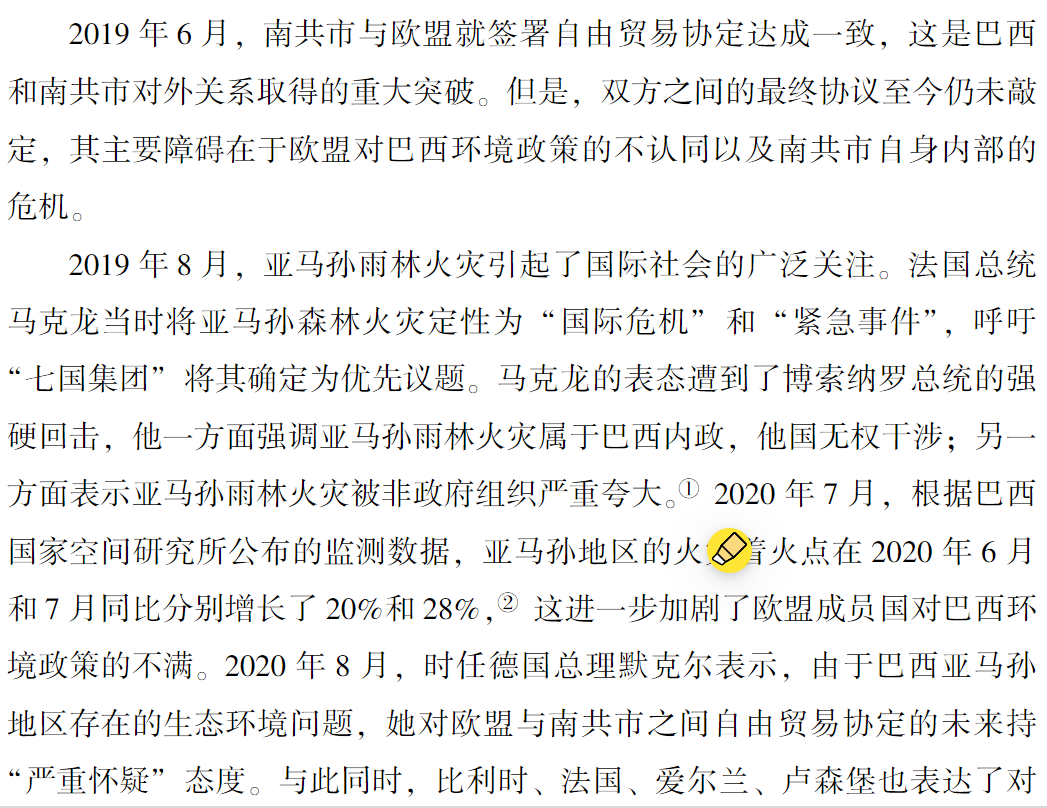 2019 年 6 月，南共市与欧盟就签署自由贸易协定达成一致，这是巴西
和南共市对外关系取得的重大突破。但是，双方之间的最终协议至今仍未敲
定，其主要障碍在于欧盟对巴西环境政策的不认同以及南共市自身内部的
危机。
2019 年 8 月，亚马孙雨林火灾引起了国际社会的广泛关注。法国总统
马克龙当时将亚马孙森林火灾定性为“国际危机”和“紧急事件”，呼吁
“七国集团”将其确定为优先议题。马克龙的表态遭到了博索纳罗总统的强
硬回击，他一方面强调亚马孙雨林火灾属于巴西内政，他国无权干涉；另一
方面表示亚马孙雨林火灾被非政府组织严重夸大。① 2020 年 7 月，根据巴西
国家空间研究所公布的监测数据，亚马孙地区的火着火点在 2020 年 6 月
和 7 月同比分别增长了 20%和 28%，② 这进一步加剧了欧盟成员国对巴西环
境政策的不满。2020 年 8 月，时任德国总理默克尔表示，由于巴西亚马孙
地区存在的生态环境问题，她对欧盟与南共市之间自由贸易协定的未来持
“严重怀疑”态度。与此同时，比利时、法国、爱尔兰、卢森堡也表达了对